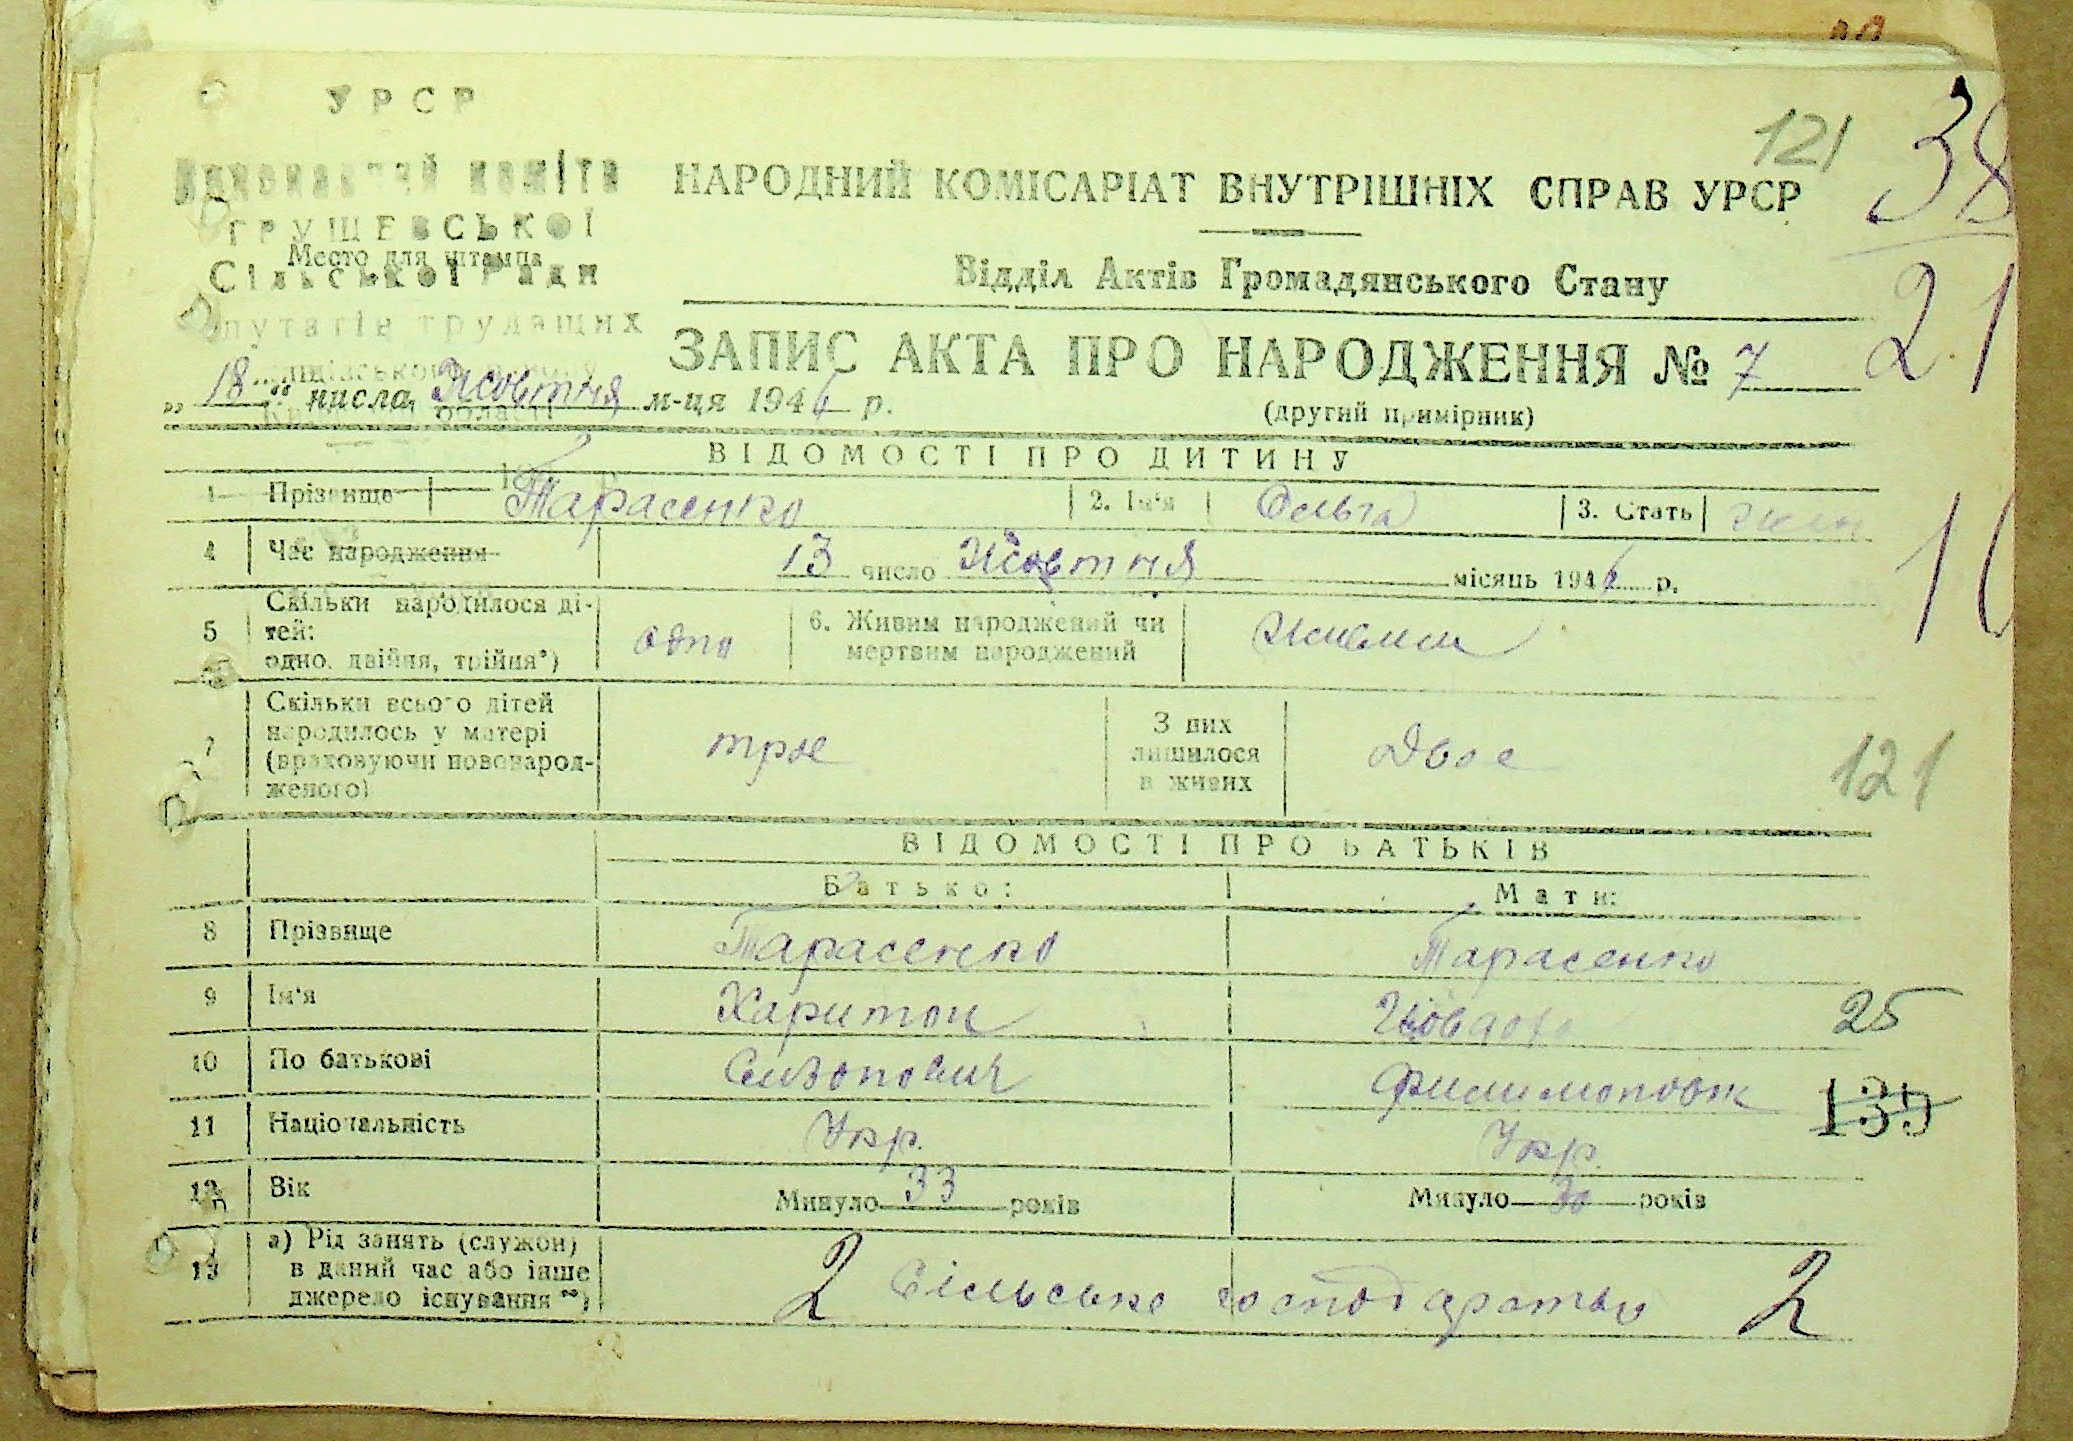 УРСР
121
38
НАРОДНИЙ КОМІСАРІАТ ВНУТРІШНІХ СПРАВ УРСР
ГРУШЕВСЬКОЇ
Место для штампа
Сільської Ради
Відділ Актів Громадянського Стану
21
путатів трудящих
ЗАПИС АКТА ПРО НАРОДЖЕННЯ № 7
„ 18 " числа Жовтня м-ця 1946 р.
(другий примірник)
ВІДОМОСТІ ПРО ДИТИНУ
1 Прізвище Тарасенко 2. Ім'я Ольга 3. Стать жін
4 Час народження 13 число Жовтня місяць 1946 р.
5 Скільки народилося дітей: одно, двійня, трійня*) одно 6. Живим народжений чи мертвим народжений Живим
7 Скільки всього дітей народилось у матері (враховуючи новонародженого) троє З них лишилося в живих Двоє
121
ВІДОМОСТІ ПРО БАТЬКІВ
Батько: Мати:
8 Прізвище Тарасенко Тарасенко
9 Ім'я Харитон 25
10 По батькові
135
11 Національність Укр. Укр.
12 Вік Минуло 33 років Минуло 30 років
13 а) Рід занять (служби) в даний час або інше джерело існування **) 2 Сільське 2